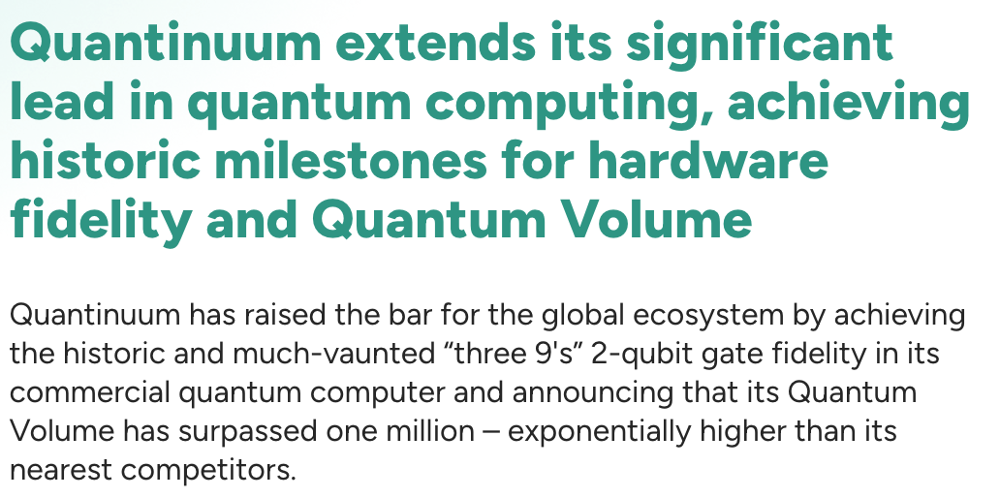 Quantinuum extends its significant
lead in quantum computing, achieving
historic milestones for hardware
fidelity and Quantum Volume
Quantinuum has raised the bar for the global ecosystem by achieving
the historic and much-vaunted “three 9's” 2-qubit gate fidelity in its
commercial quantum computer and announcing that its Quantum
Volume has surpassed one million – exponentially higher than its
nearest competitors.